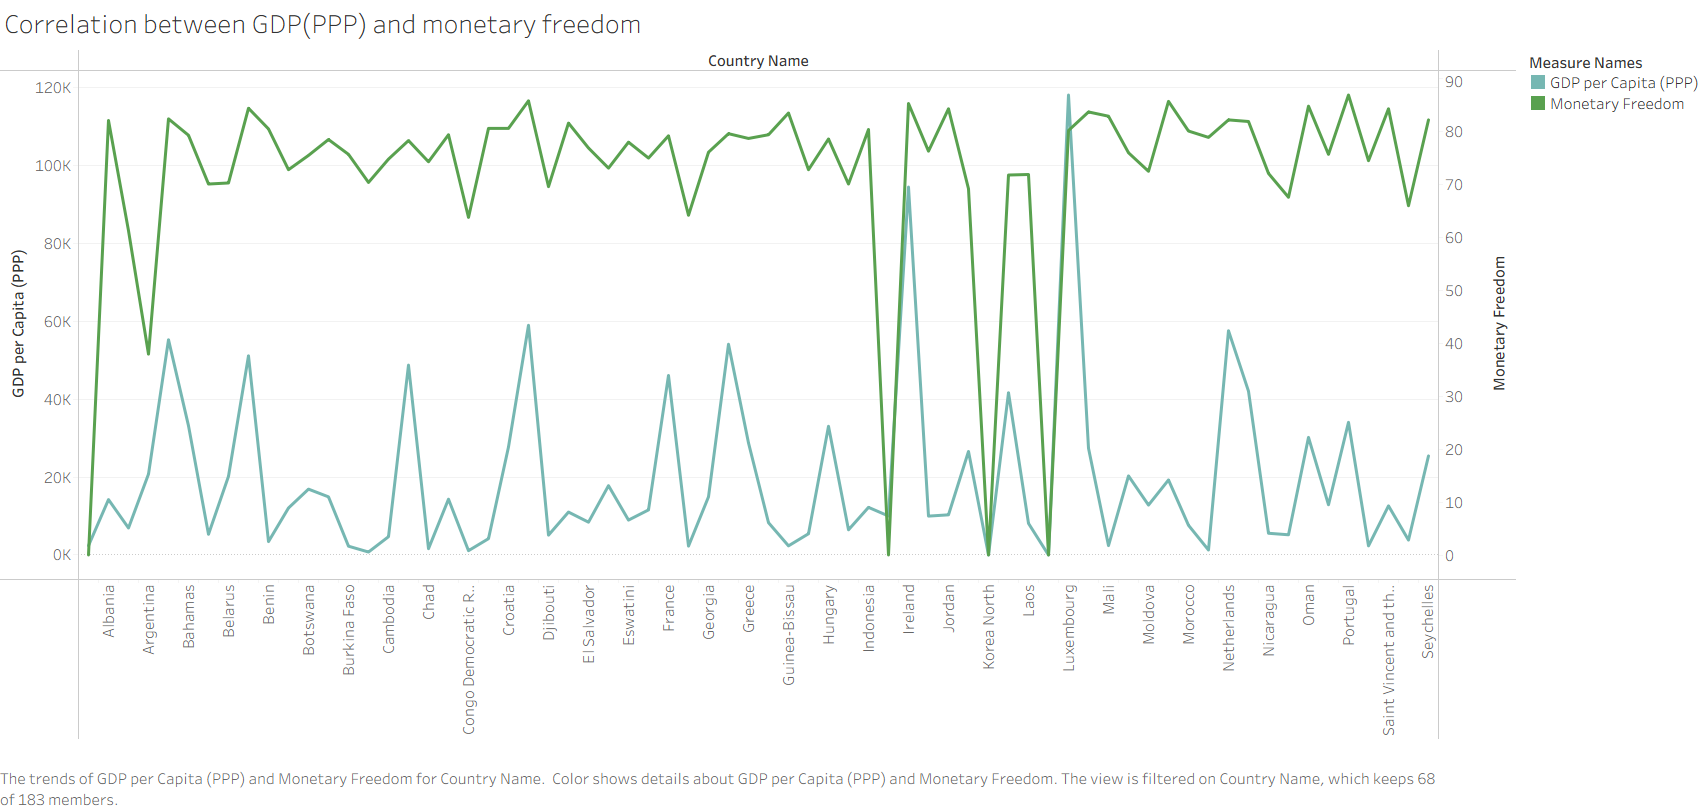 Correlation between GDP(PPP) and monetary freedom
Country Name
Measure Names
GDP per Capita (PPP)
Monetary Freedom
120K
100K
80K
60K
40K
20K
0K
GDP per Capita (PPP)
90
80
70
60
50
40
30
20
10
0
Monetary Freedom
Albania
Argentina
Bahamas
Belarus
Benin
Botswana
Burkina Faso
Cambodia
Chad
Congo Democratic R..
Croatia
Djibouti
El Salvador
Eswatini
France
Georgia
Greece
Guinea-Bissau
Hungary
Indonesia
Ireland
Jordan
Korea North
Laos
Luxembourg
Mali
Moldova
Morocco
Netherlands
Nicaragua
Oman
Portugal
Saint Vincent and th..
Seychelles
The trends of GDP per Capita (PPP) and Monetary Freedom for Country Name. Color shows details about GDP per Capita (PPP) and Monetary Freedom. The view is filtered on Country Name, which keeps 68
of 183 members.